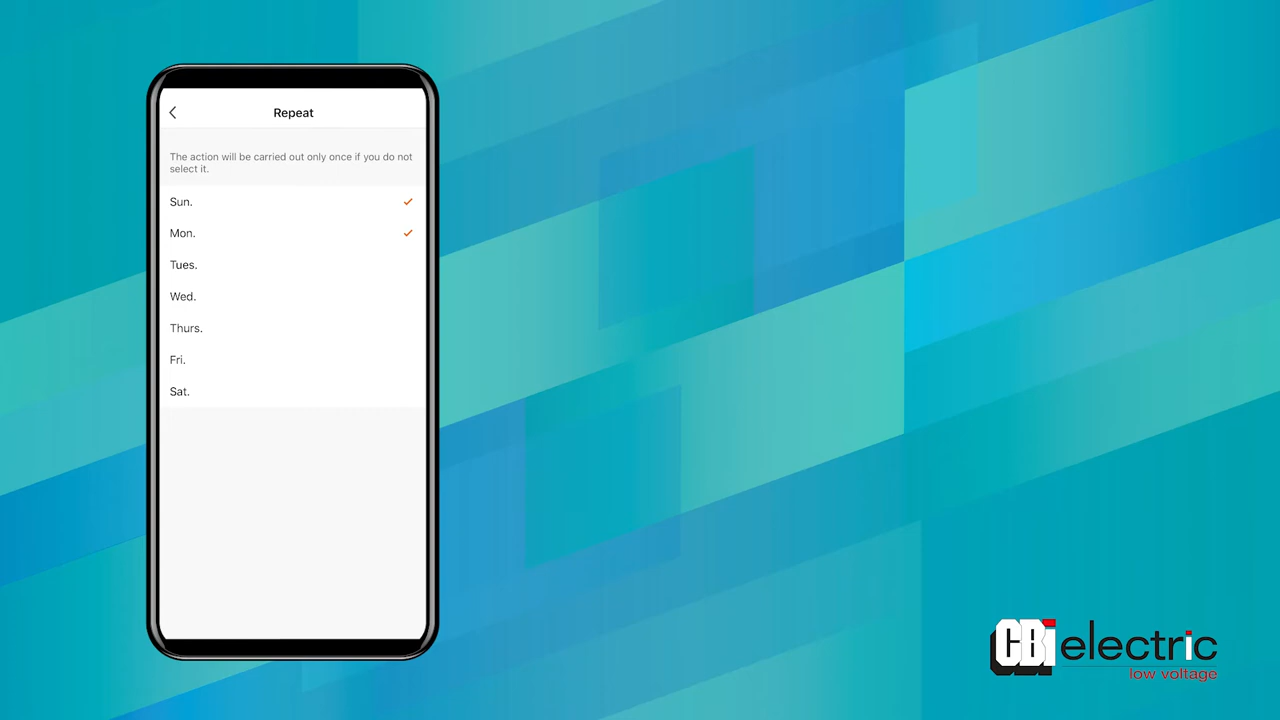 Repeat
The action will be carried out only once if you do not
select it.
Sun.
Mon.
Tues.
Wed.
Thurs.
Fri.
Sat.
CBi electric
low voltage